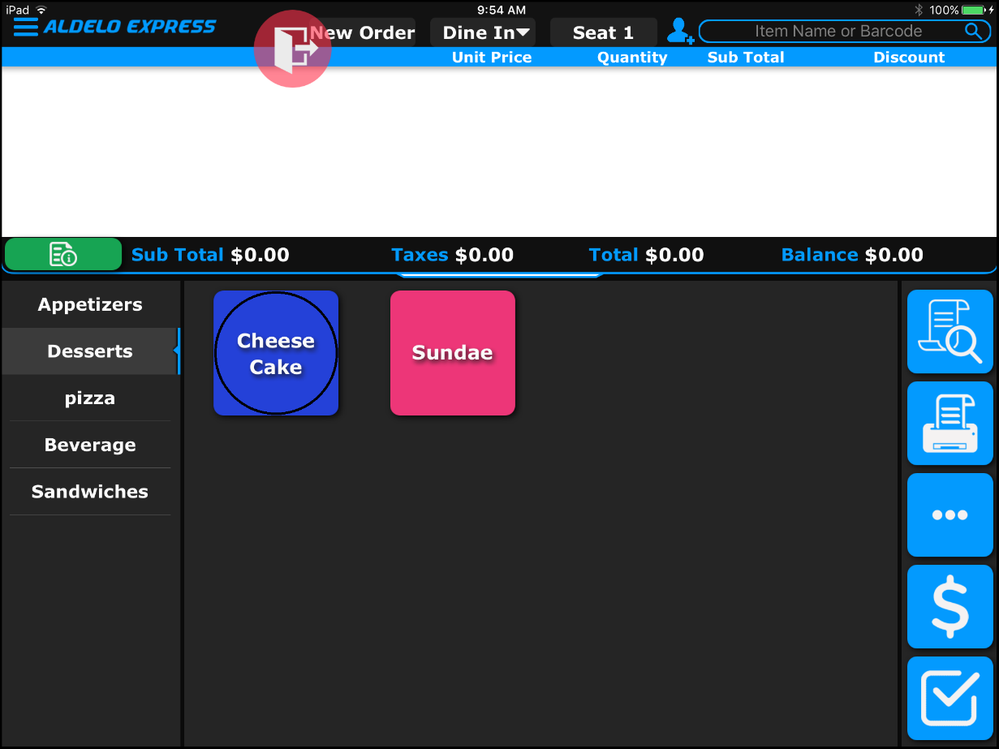 iPad 9:54 AM 100%
ALDELO EXPRESS New Order Dine In Seat 1 Item Name or Barcode
Unit Price Quantity Sub Total Discount
Sub Total $0.00 Taxes $0.00 Total $0.00 Balance $0.00
Appetizers
Desserts
pizza
Beverage
Sandwiches
Cheese
Cake
Sundae